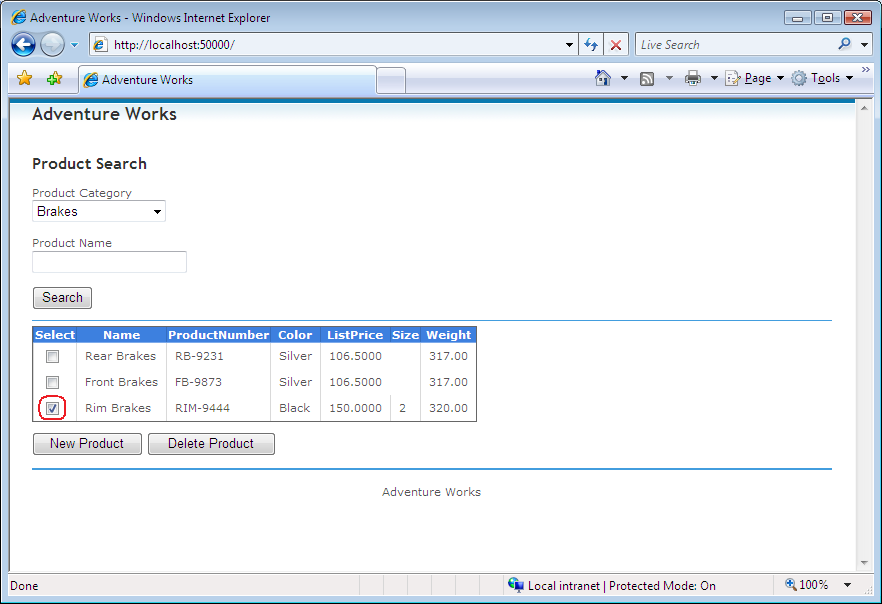 Adventure Works - Windows Internet Explorer
http://localhost:50000/
Live Search
Adventure Works
Page
Tools
Adventure Works
Product Search
Product Category
Brakes
Product Name
Search
Select Name ProductNumber Color ListPrice Size Weight
Rear Brakes RB-9231 Silver 106.5000 317.00
Front Brakes FB-9873 Silver 106.5000 317.00
Rim Brakes RIM-9444 Black 150.0000 2 320.00
New Product Delete Product
Adventure Works
Done Local intranet | Protected Mode: On 100%